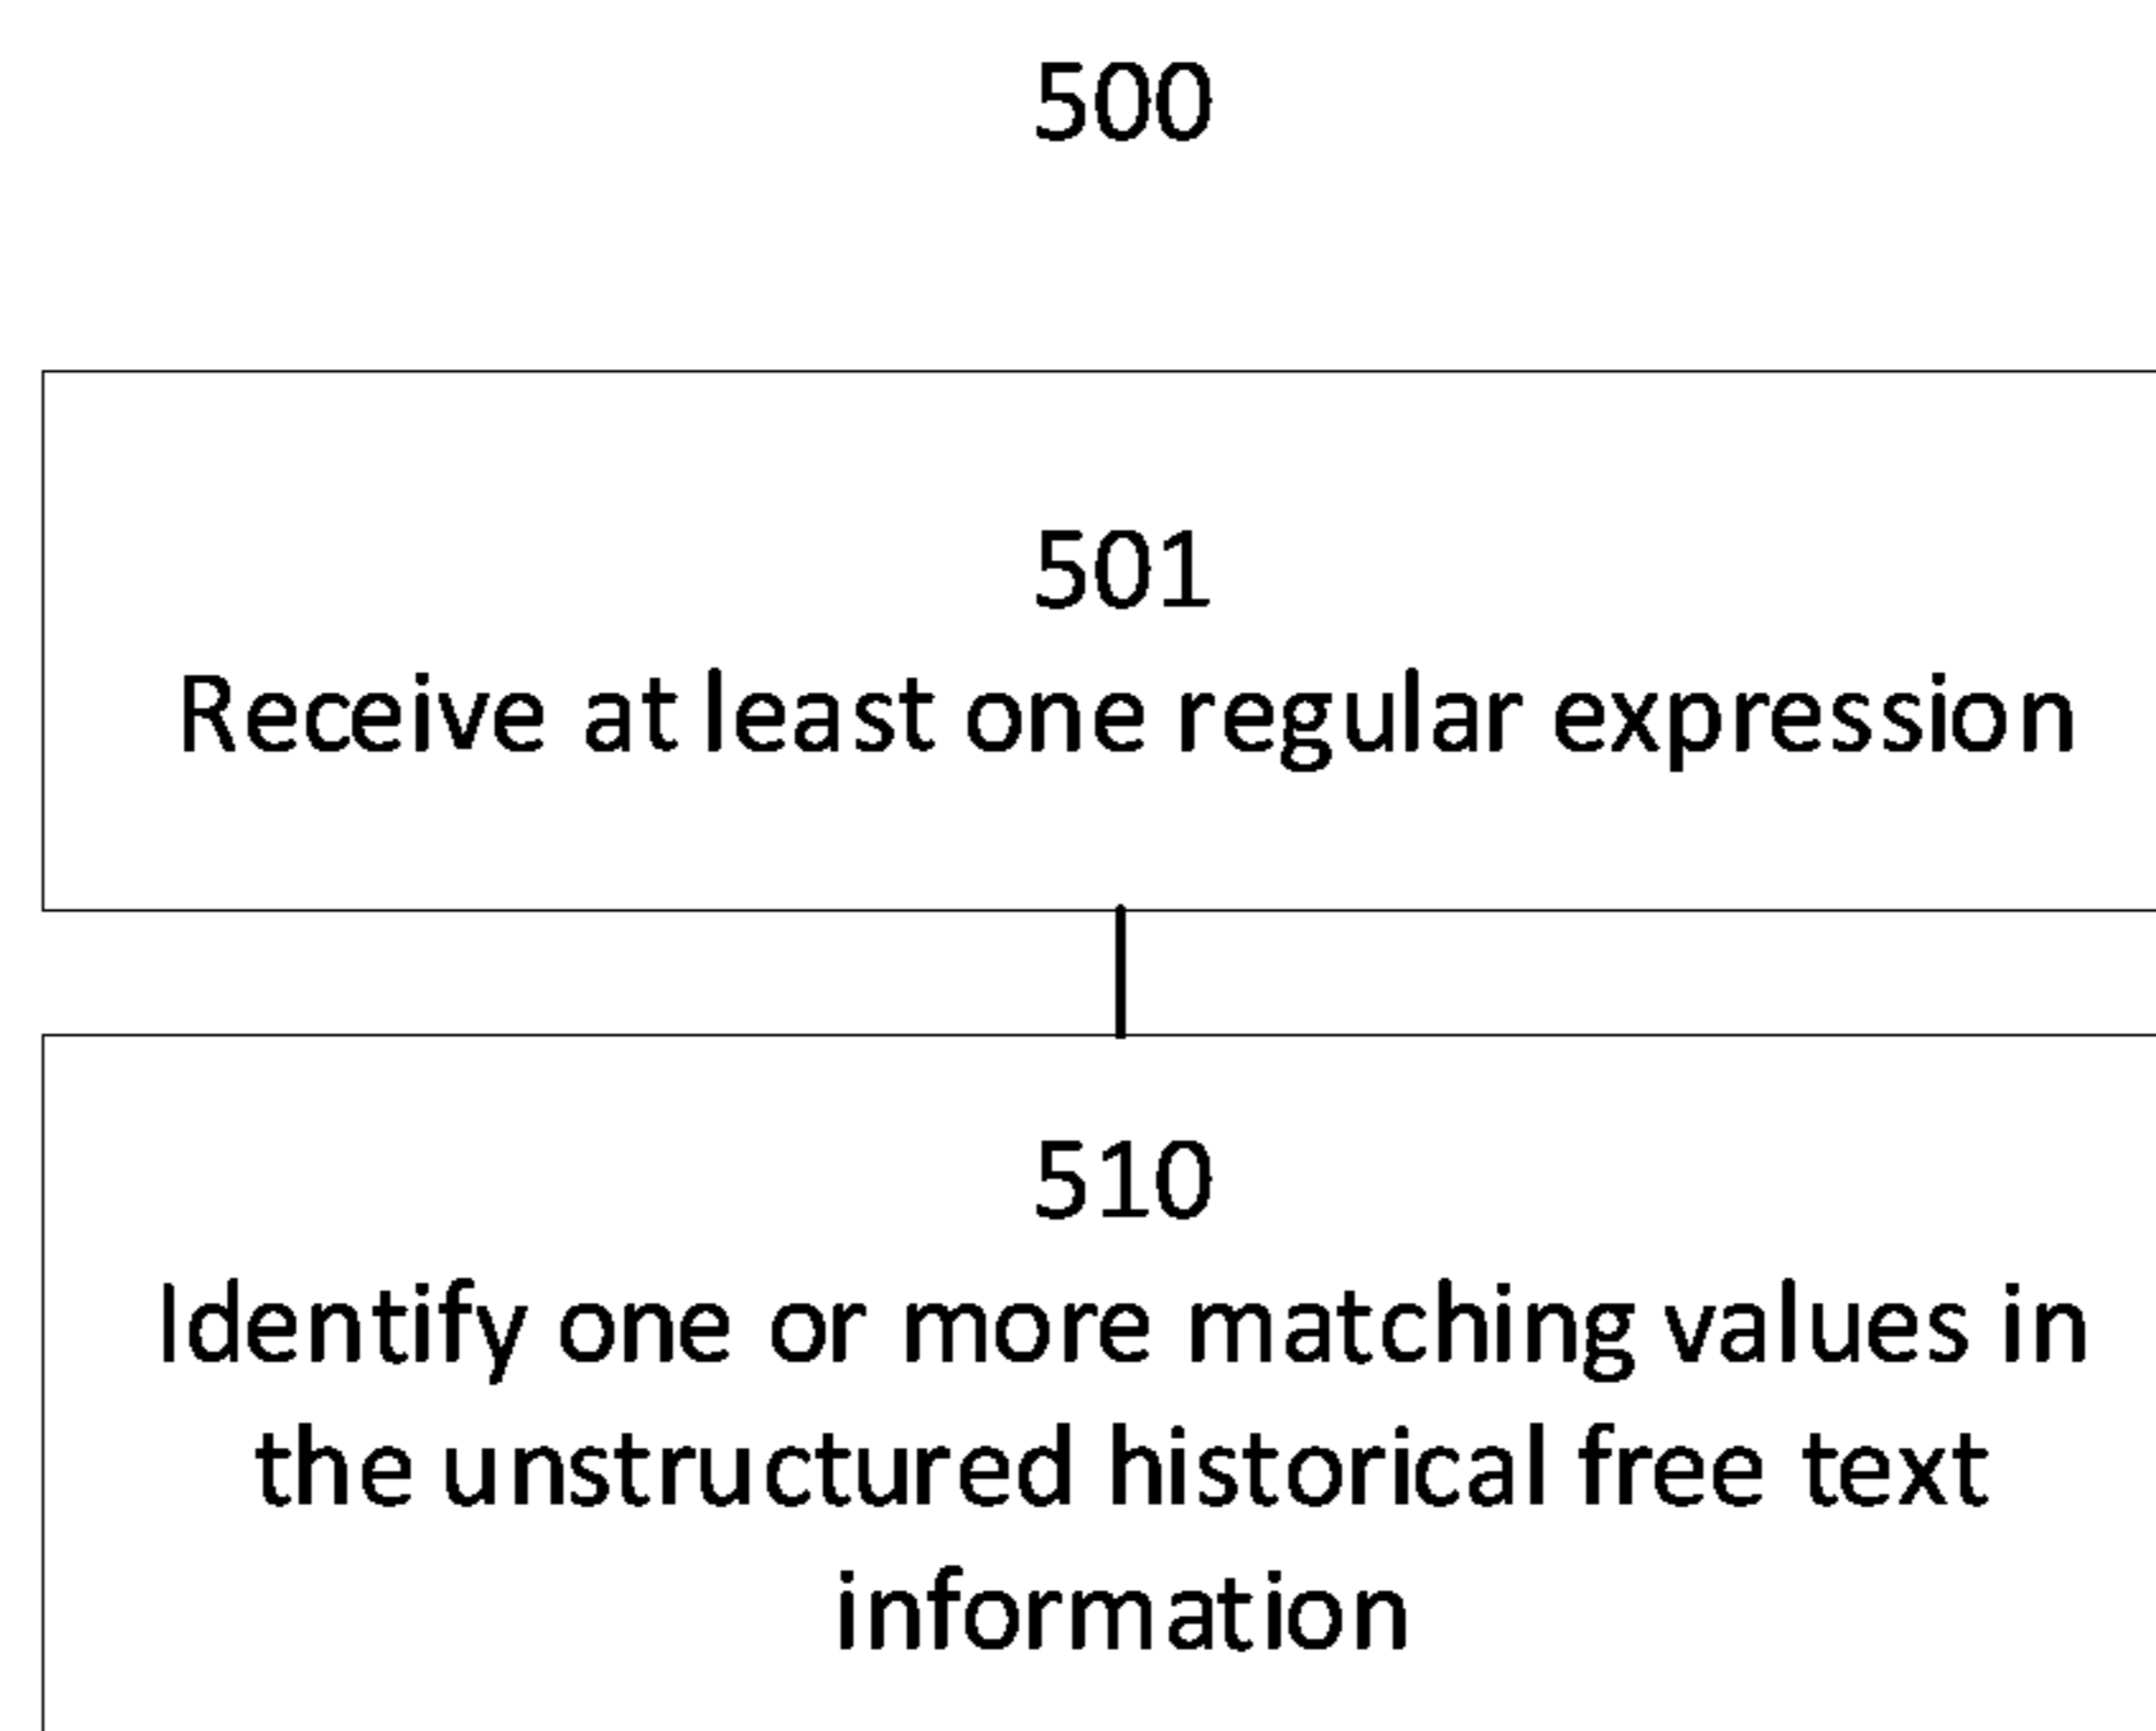 500
501
Receive at least one regular expression
510
Identify one or more matching values in
the unstructured historical free text
information